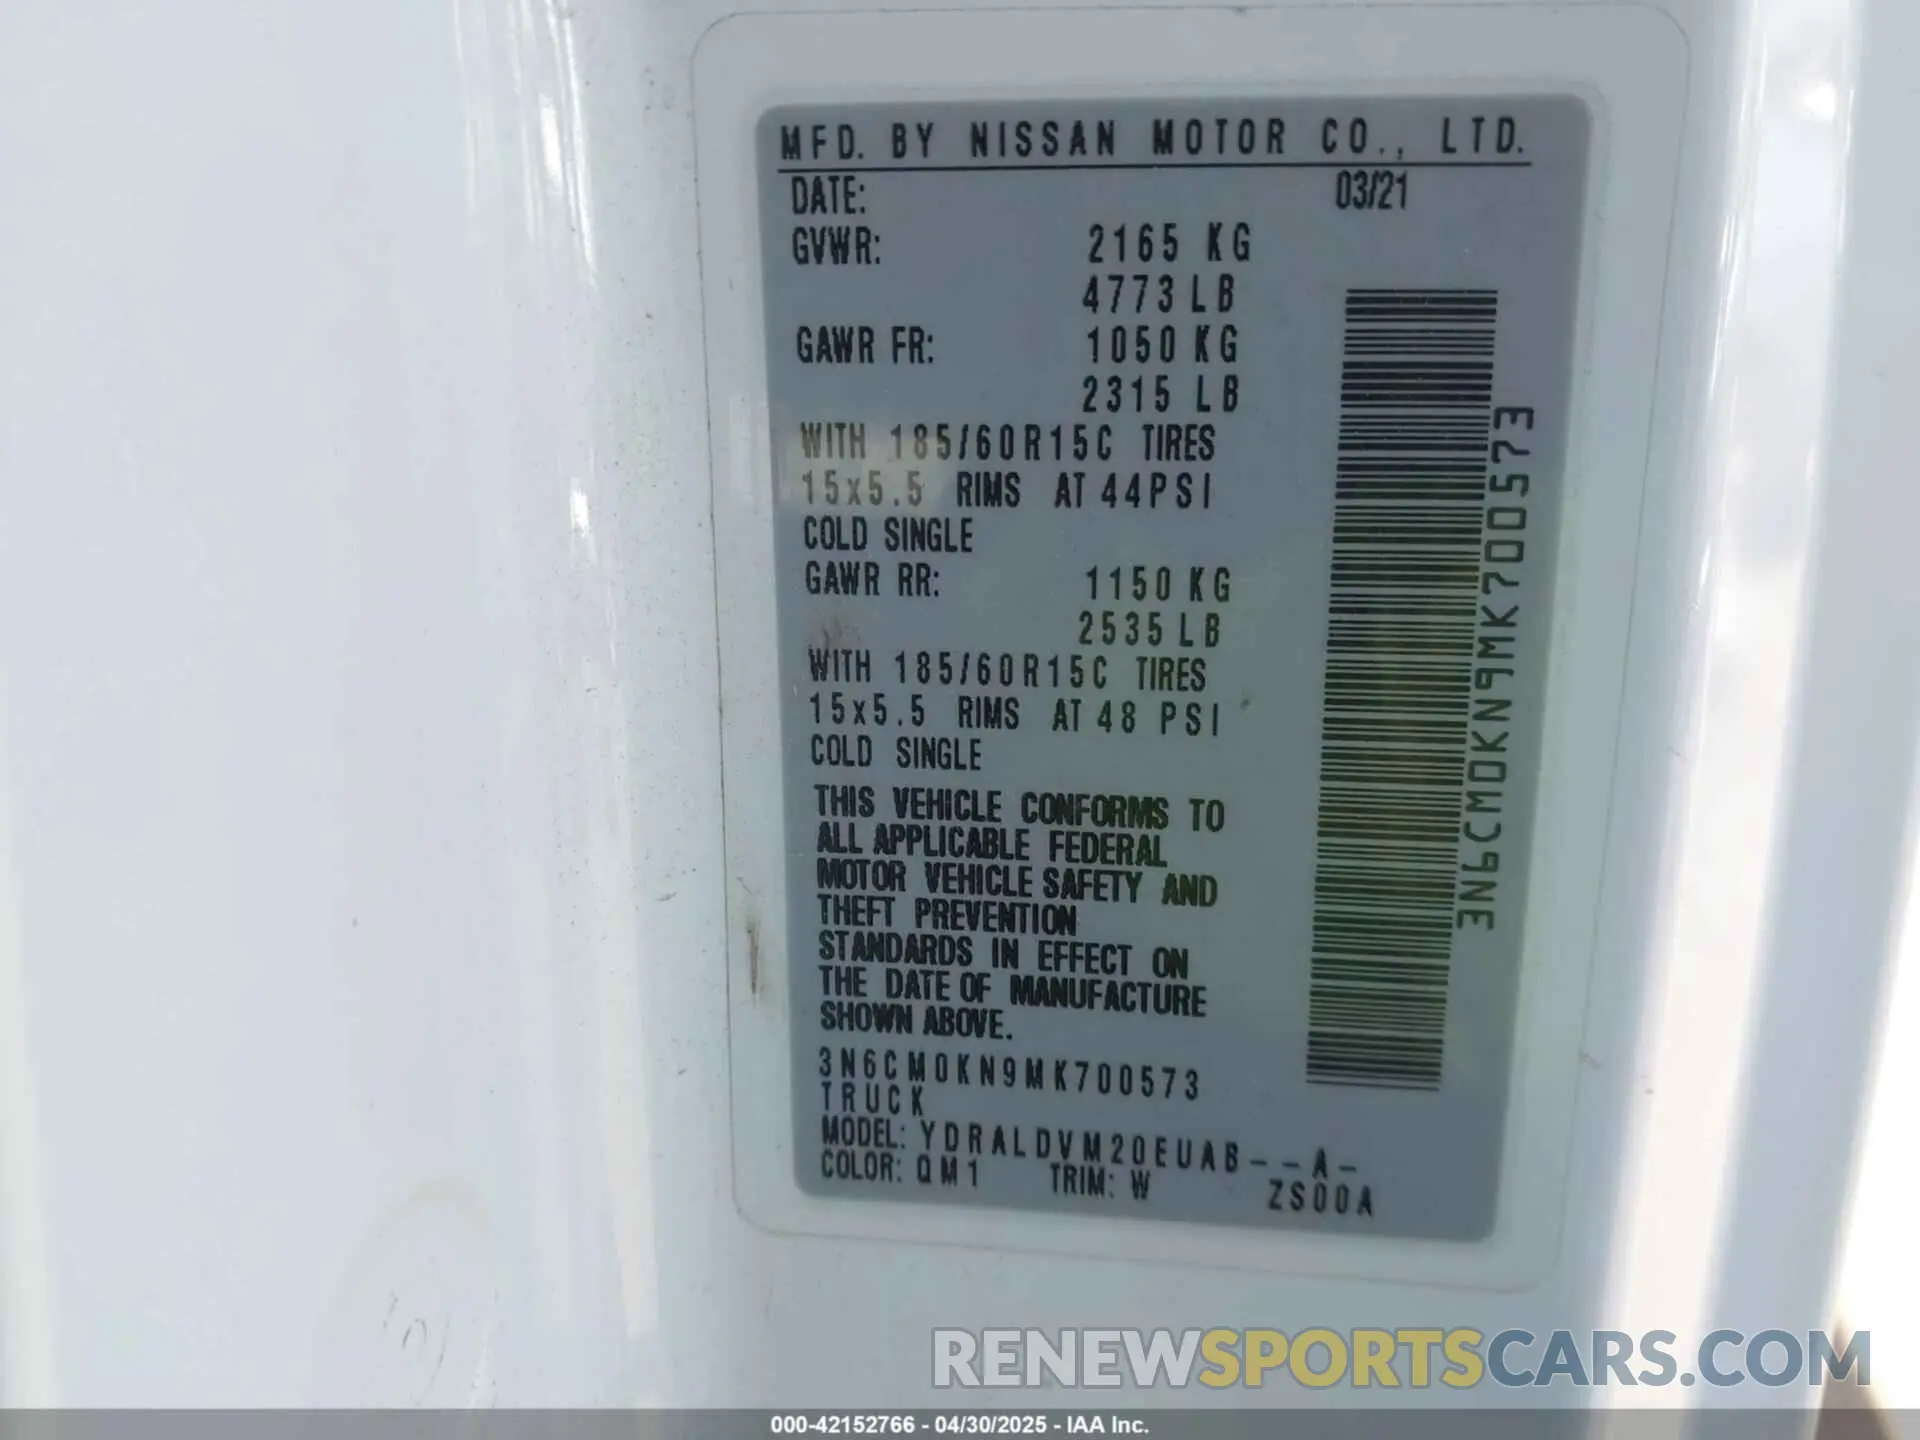 MFD. BY NISSAN MOTOR CO., LTD.
DATE: 03/21
GVWR: 2165 KG
4773 LB
GAWR FR: 1050 KG
2315 LB
WITH 185/60R15C TIRES
15x5.5 RIMS AT 44PSI
COLD SINGLE
GAWR RR: 1150 KG
2535 LB
WITH 185/60R15C TIRES
15x5.5 RIMS AT 48 PSI
COLD SINGLE
THIS VEHICLE CONFORMS TO
ALL APPLICABLE FEDERAL
MOTOR VEHICLE SAFETY AND
THEFT PREVENTION
STANDARDS IN EFFECT ON
THE DATE OF MANUFACTURE
SHOWN ABOVE.
3N6CM0KN9MK700573
TRUCK
MODEL: YDRALDVM20EUAB--A-
COLOR: QM1 TRIM: W ZS00A
3N6CM0KN9MK700573
RENEWSPORTSCARS.COM
000-42152766 - 04/30/2025 - IAA Inc.